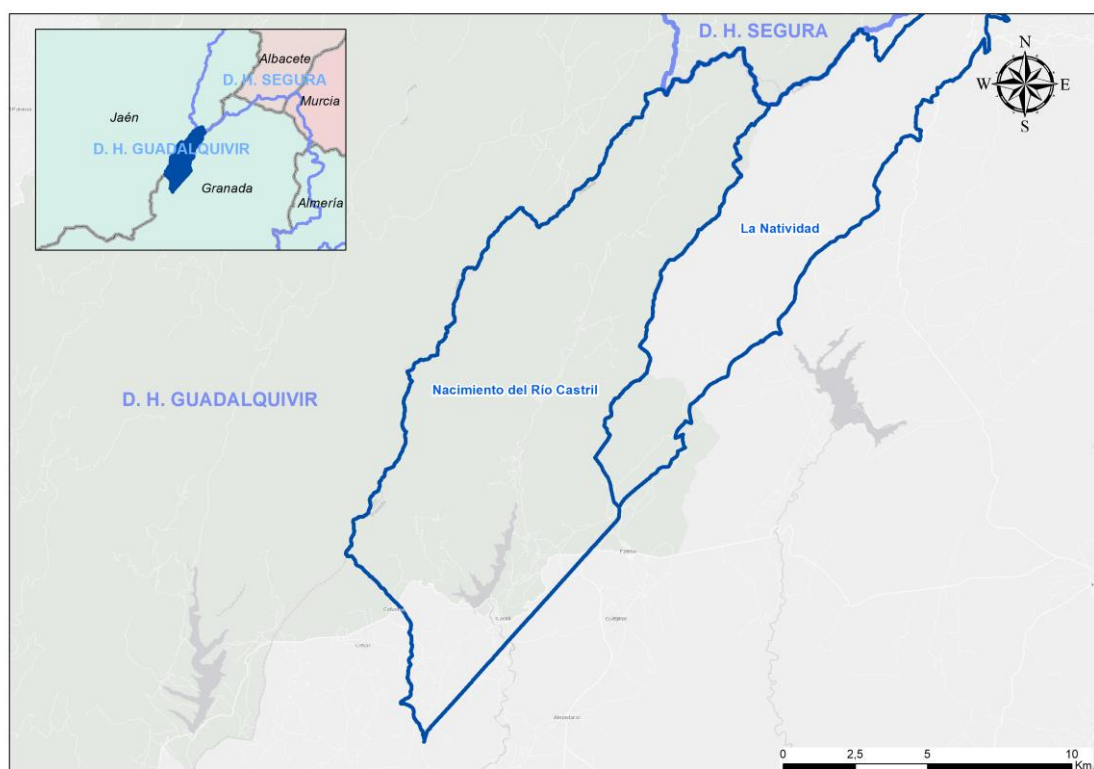 D. H. SEGURA
Albacete
D. H. SEGURA
Murcia
Jaén
D. H. GUADALQUIVIR
Granada
Almería
N
W
E
S
La Natividad
Nacimiento del Río Castril
D. H. GUADALQUIVIR
0
2,5
5
10
Km